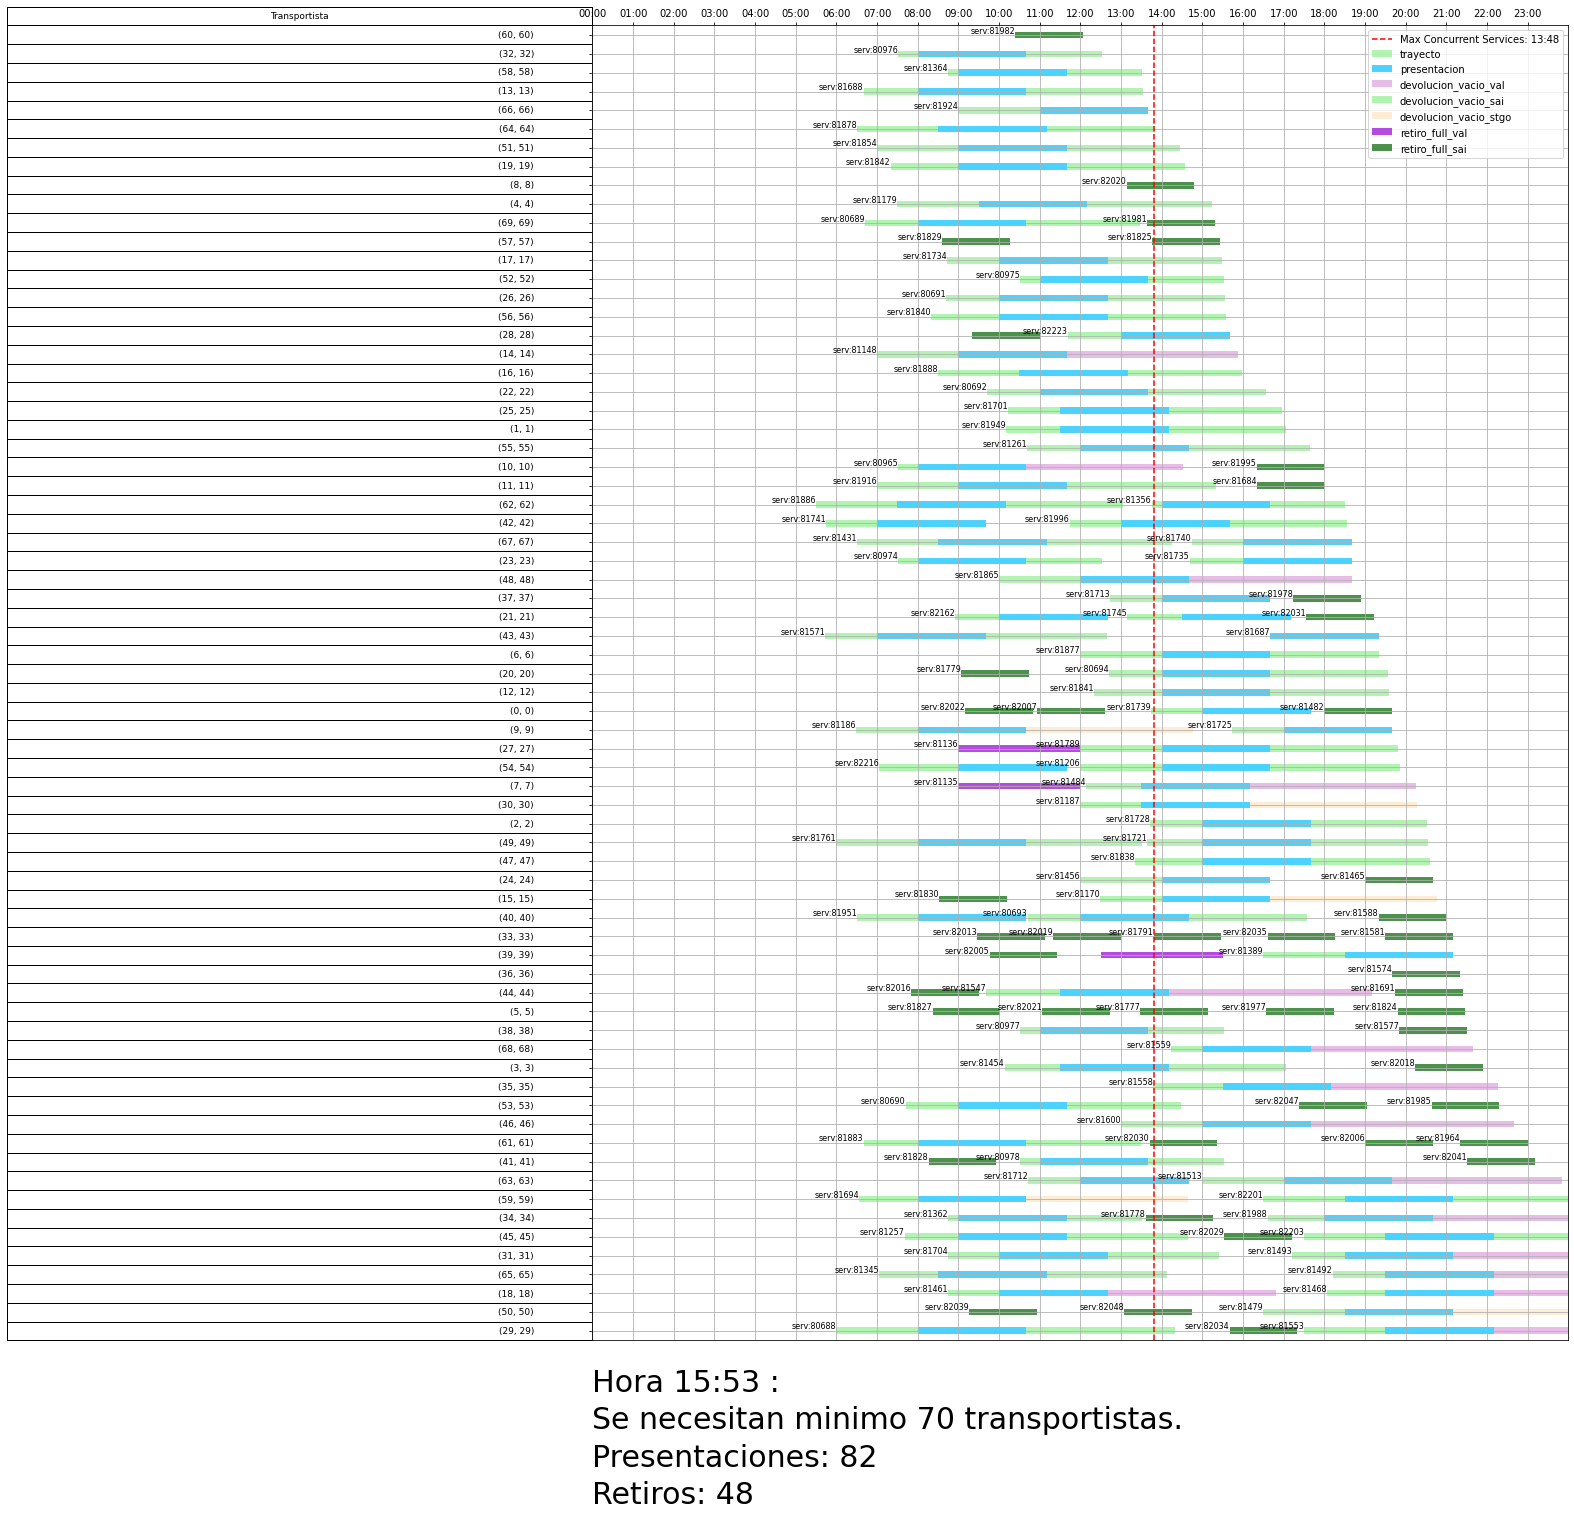 Transportista
00:00 01:00 02:00 03:00 04:00 05:00 06:00 07:00 08:00 09:00 10:00 11:00 12:00 13:00 14:00 15:00 16:00 17:00 18:00 19:00 20:00 21:00 22:00 23:00
Max Concurrent Services: 13:48
trayecto
presentacion
devolucion_vacio_val
devolucion_vacio_sai
devolucion_vacio_stgo
retiro_full_val
retiro_full_sai
(60, 60) serv:81982
(32, 32) serv:80976
(58, 58) serv:81364
(13, 13) serv:81688
(66, 66) serv:81924
(64, 64) serv:81878
(51, 51) serv:81854
(19, 19) serv:81842
(8, 8) serv:82020
(4, 4) serv:81179
(69, 69) serv:80689 serv:81981
(57, 57) serv:81829 serv:81825
(17, 17) serv:81734
(52, 52) serv:80975
(26, 26) serv:80691
(56, 56) serv:81840
(28, 28) serv:82223
(14, 14) serv:81148
(16, 16) serv:81888
(22, 22) serv:80692
(25, 25) serv:81701
(1, 1) serv:81949
(55, 55) serv:81261
(10, 10) serv:80965 serv:81995
(11, 11) serv:81916 serv:81684
(62, 62) serv:81886 serv:81356
(42, 42) serv:81741 serv:81996
(67, 67) serv:81431 serv:81740
(23, 23) serv:80974 serv:81735
(48, 48) serv:81865
(37, 37) serv:81713 serv:81978
(21, 21) serv:82162 serv:81745 serv:82031
(43, 43) serv:81571 serv:81687
(6, 6) serv:81877
(20, 20) serv:81779 serv:80694
(12, 12) serv:81841
(0, 0) serv:82022 serv:82007 serv:81739 serv:81482
(9, 9) serv:81186 serv:81725
(27, 27) serv:81136 serv:81789
(54, 54) serv:82216 serv:81206
(7, 7) serv:81135 serv:81484
(30, 30) serv:81187
(2, 2) serv:81728
(49, 49) serv:81761 serv:81721
(47, 47) serv:81838
(24, 24) serv:81456 serv:81465
(15, 15) serv:81830 serv:81170
(40, 40) serv:81951 serv:80693 serv:81588
(33, 33) serv:82013 serv:82019 serv:81791 serv:82035 serv:81581
(39, 39) serv:82005 serv:81389
(36, 36) serv:81574
(44, 44) serv:82016 serv:81547 serv:81691
(5, 5) serv:81827 serv:82021 serv:81777 serv:81977 serv:81824
(38, 38) serv:80977 serv:81577
(68, 68) serv:81559
(3, 3) serv:81454 serv:82018
(35, 35) serv:81558
(53, 53) serv:80690 serv:82047 serv:81985
(46, 46) serv:81600
(61, 61) serv:81883 serv:82030 serv:82006 serv:81964
(41, 41) serv:81828 serv:80978 serv:82041
(63, 63) serv:81712 serv:81513
(59, 59) serv:81694 serv:82201
(34, 34) serv:81362 serv:81778 serv:81988
(45, 45) serv:81257 serv:82029 serv:82203
(31, 31) serv:81704 serv:81493
(65, 65) serv:81345 serv:81492
(18, 18) serv:81461 serv:81468
(50, 50) serv:82039 serv:82048 serv:81479
(29, 29) serv:80688 serv:82034 serv:81553
Hora 15:53 :
Se necesitan minimo 70 transportistas.
Presentaciones: 82
Retiros: 48